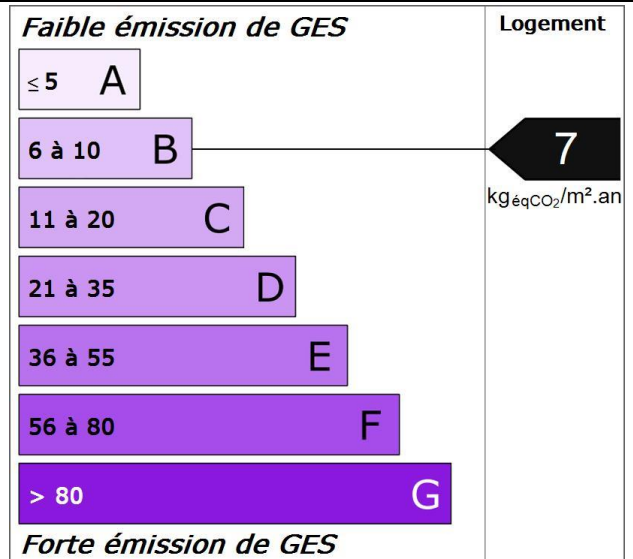 Faible émission de GES
Logement
≤ 5 A
6 à 10 B
7
kgéqCO₂/m².an
11 à 20 C
21 à 35 D
36 à 55 E
56 à 80 F
> 80 G
Forte émission de GES